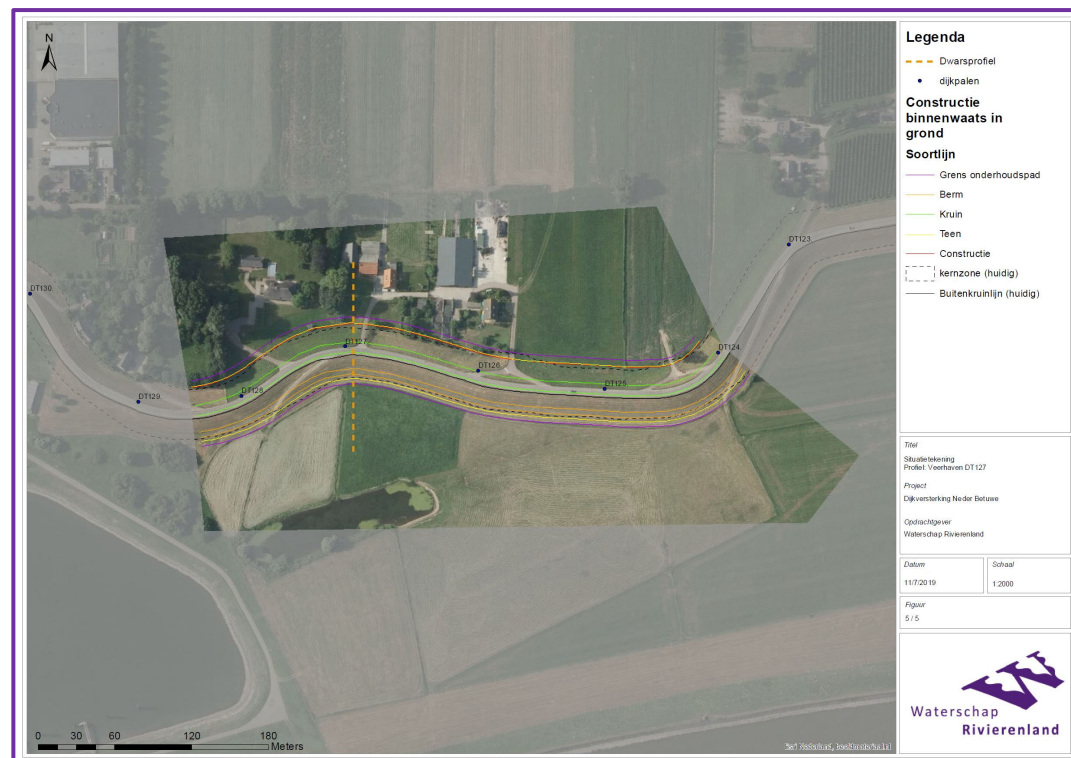 N
DT123
DT130
DT127
DT124
DT126
DT125
DT128
DT129
0 30 60 120 180
Meters
Legenda
Dwarsprofiel
dijkpalen
Constructie
binnenwaats in
grond
Soortlijn
Grens onderhoudspad
Berm
Kruin
Teen
Constructie
kernzone (huidig)
Buitenkruinlijn (huidig)
Titel
Situatietekening
Profiel: Veerhaven DT127
Project
Dijkversterking Neder Betuwe
Opdrachtgever
Waterschap Rivierenland
Datum
11/7/2019
Schaal
1:2000
Figuur
5 / 5
Waterschap
Rivierenland